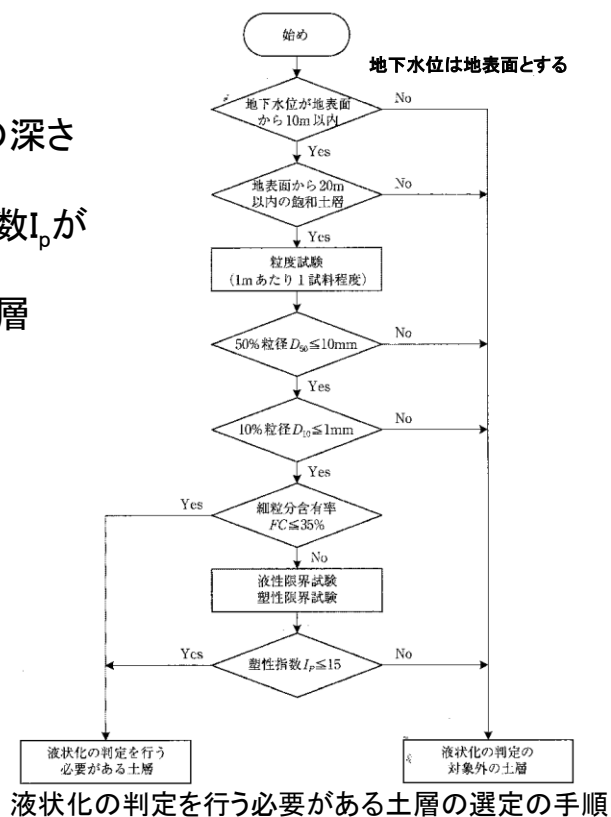 始め
地下水位は地表面とする
地下水位が地表面
から10m以内
No
Yes
の深さ
地表面から20m
以内の飽和土層
No
Yes
数Ipが
粒度試験
(1mあたり1試料程度)
層
50%粒径D50≦10mm
No
Yes
10%粒径D10≦1mm
No
Yes
細粒分含有率
FC≦35%
Yes
No
液性限界試験
塑性限界試験
塑性指数IP≦15
Yes
No
液状化の判定を行う
必要がある土層
液状化の判定の
対象外の土層
液状化の判定を行う必要がある土層の選定の手順